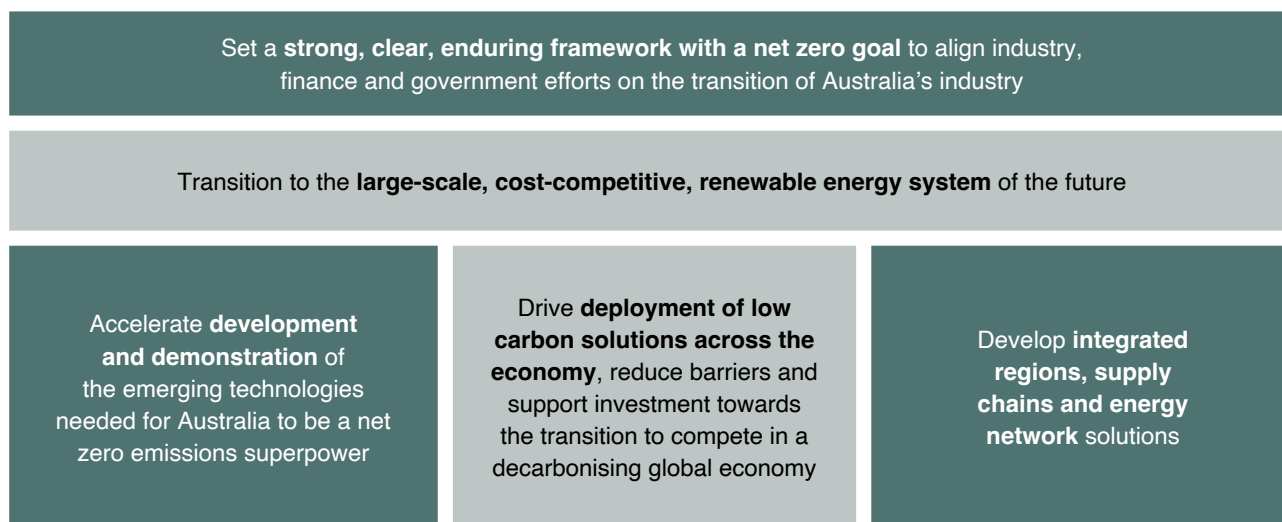 Set a strong, clear, enduring framework with a net zero goal to align industry,
finance and government efforts on the transition of Australia’s industry
Transition to the large-scale, cost-competitive, renewable energy system of the future
Accelerate development
and demonstration of
the emerging technologies
needed for Australia to be a net
zero emissions superpower
Drive deployment of low
carbon solutions across the
economy, reduce barriers and
support investment towards
the transition to compete in a
decarbonising global economy
Develop integrated
regions, supply
chains and energy
network solutions